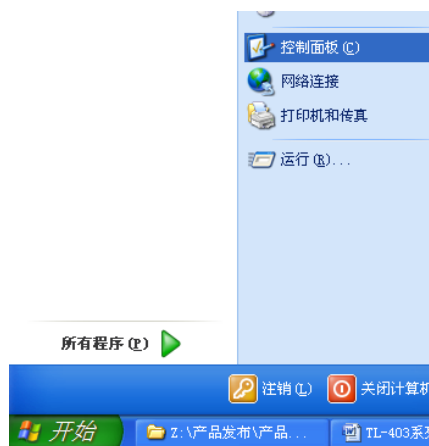 控制面板(C)
网络连接
打印机和传真
运行(R)...
所有程序(P)
注销(L)
关闭计算机
开始
Z:\产品发布\产品...
TL-403系列